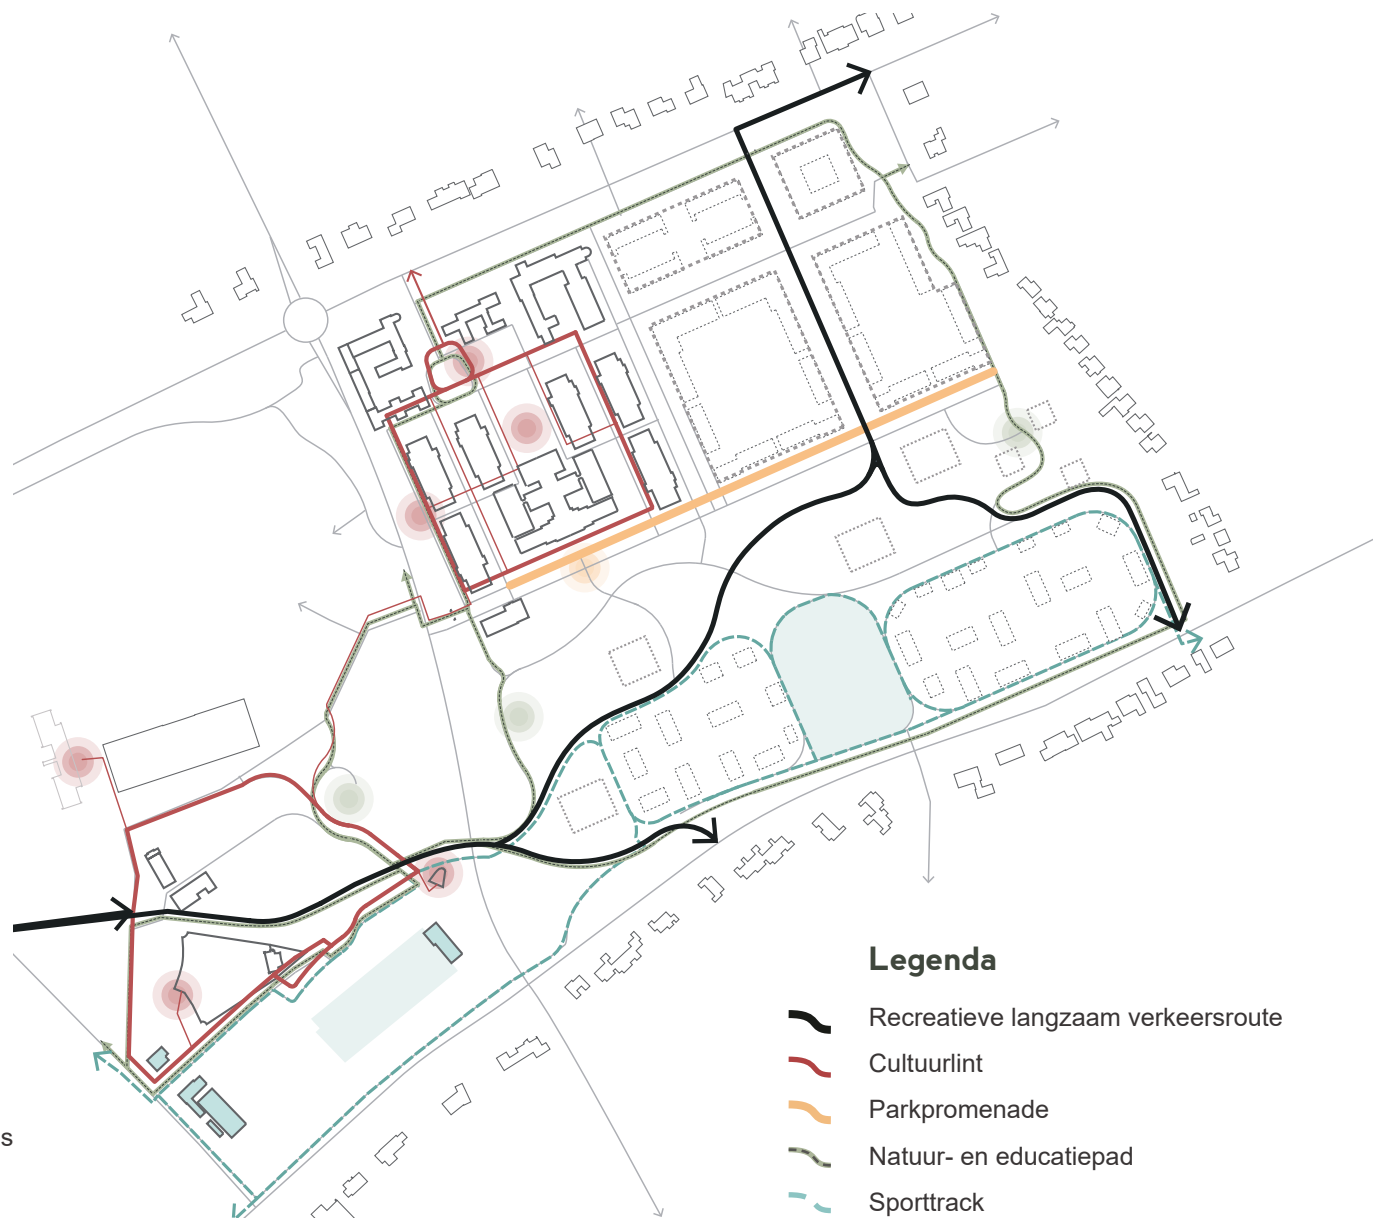 Legenda
Recreatieve langzaam verkeersroute
Cultuurlint
Parkpromenade
s
Natuur- en educatiepad
Sporttrack